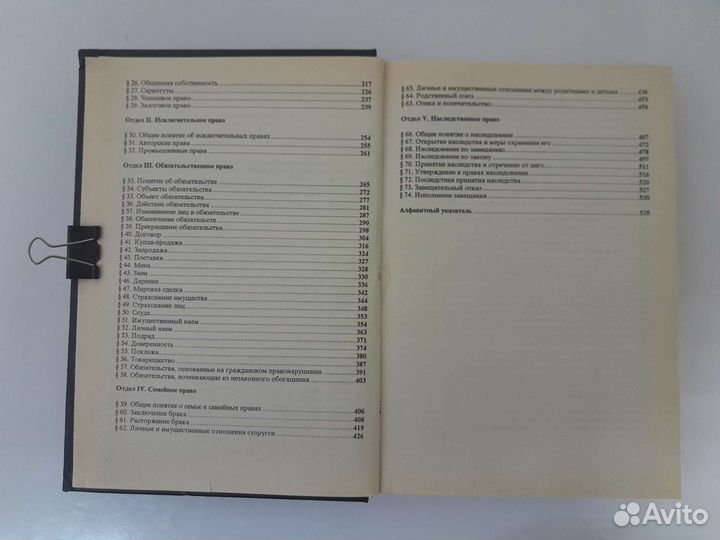 § 26. Общинная собственность 217
§ 27. Сервитуты 226
§ 28. Чиншевое право 237
§ 29. Залоговое право 239
Отдел II. Исключительное право
§ 30. Общее понятие об исключительных правах 254
§ 31. Авторские права 255
§ 32. Промышленные права 261
Отдел III. Обязательственное право
§ 33. Понятие об обязательстве 265
§ 34. Субъекты обязательства 272
§ 35. Объект обязательства 277
§ 36. Действие обязательства 281
§ 37. Изменение лиц в обязательстве 287
§ 38. Обеспечение обязательств 290
§ 39. Прекращение обязательств 298
§ 40. Договор 304
§ 41. Купля-продажа 316
§ 42. Запродажа 324
§ 43. Поставка 327
§ 44. Мена 328
§ 45. Заем 330
§ 46. Дарение 336
§ 47. Мировая сделка 342
§ 48. Страхование имущества 344
§ 49. Страхование лиц 348
§ 50. Ссуда 353
§ 51. Имущественный наем 354
§ 52. Личный наем 363
§ 53. Подряд 371
§ 54. Доверенность 374
§ 55. Поклажа 380
§ 56. Товарищество 387
§ 57. Обязательства, основанные на гражданском правонарушении 391
§ 58. Обязательства, возникающие из незаконного обогащения 403
Отдел IV. Семейное право
§ 59. Общее понятие о семье и семейных правах 406
§ 60. Заключение брака 408
§ 61. Расторжение брака 419
§ 62. Личные и имущественные отношения супругов 426
§ 63. Личные и имущественные отношения между родителями и детьми 436
§ 64. Родственный союз 453
§ 65. Опека и попечительство 456
Отдел V. Наследственное право
§ 66. Общее понятие о наследовании 467
§ 67. Открытие наследства и меры охранения его 472
§ 68. Наследование по завещанию 478
§ 69. Наследование по закону 497
§ 70. Принятие наследства и отречение от него 511
§ 71. Утверждение в правах наследования 516
§ 72. Последствия принятия наследства 520
§ 73. Завещательный отказ 527
§ 74. Исполнение завещания 530
Алфавитный указатель 535
Avito